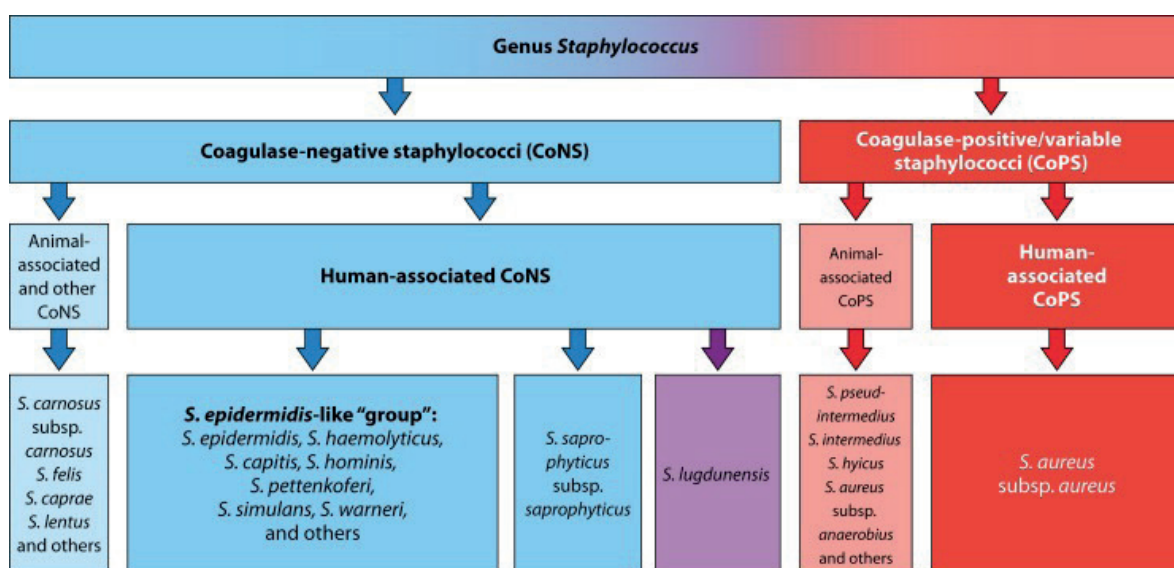 Genus Staphylococcus
Coagulase-negative staphylococci (CoNS)
Coagulase-positive/variable
staphylococci (CoPS)
Animal-
associated
and other
CoNS
Human-associated CoNS
Animal-
associated
CoPS
Human-
associated
CoPS
S. carnosus
subsp.
carnosus
S. felis
S. caprae
S. lentus
and others
S. epidermidis-like “group”:
S. epidermidis, S. haemolyticus,
S. capitis, S. hominis,
S. pettenkoferi,
S. simulans, S. warneri,
and others
S. sapro-
phyticus
subsp.
saprophyticus
S. lugdunensis
S. pseud-
intermedius
S. intermedius
S. hyicus
S. aureus
subsp.
anaerobius
and others
S. aureus
subsp. aureus